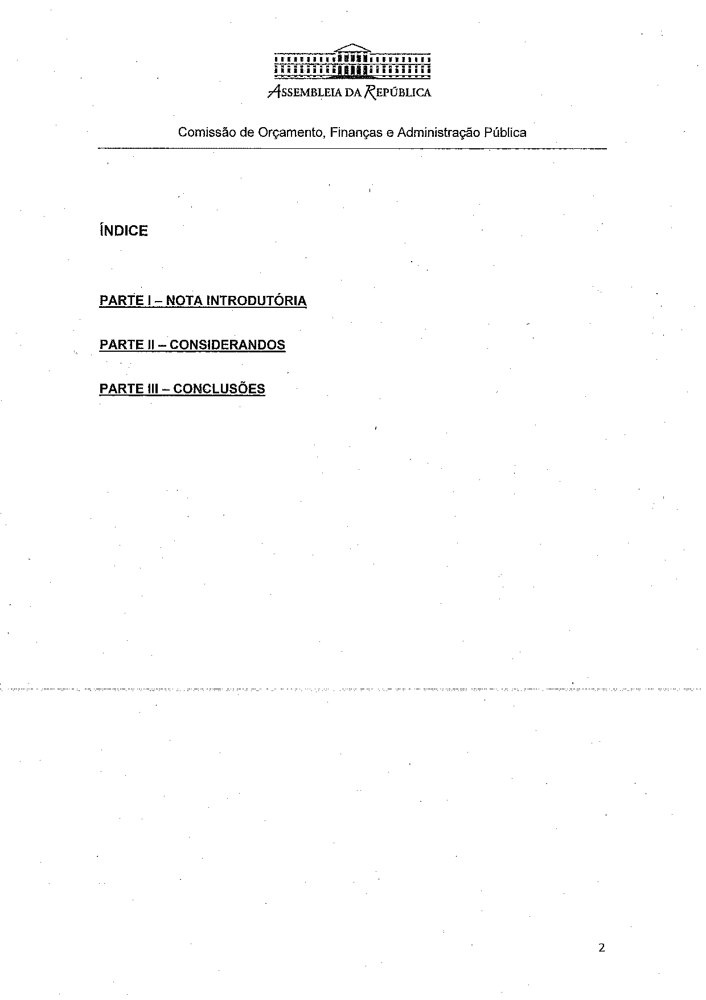 ASSEMBLEIA DA REPÚBLICA
Comissão de Orçamento, Finanças e Administração Pública
ÍNDICE
PARTE I – NOTA INTRODUTÓRIA
PARTE II – CONSIDERANDOS
PARTE III – CONCLUSÕES
2